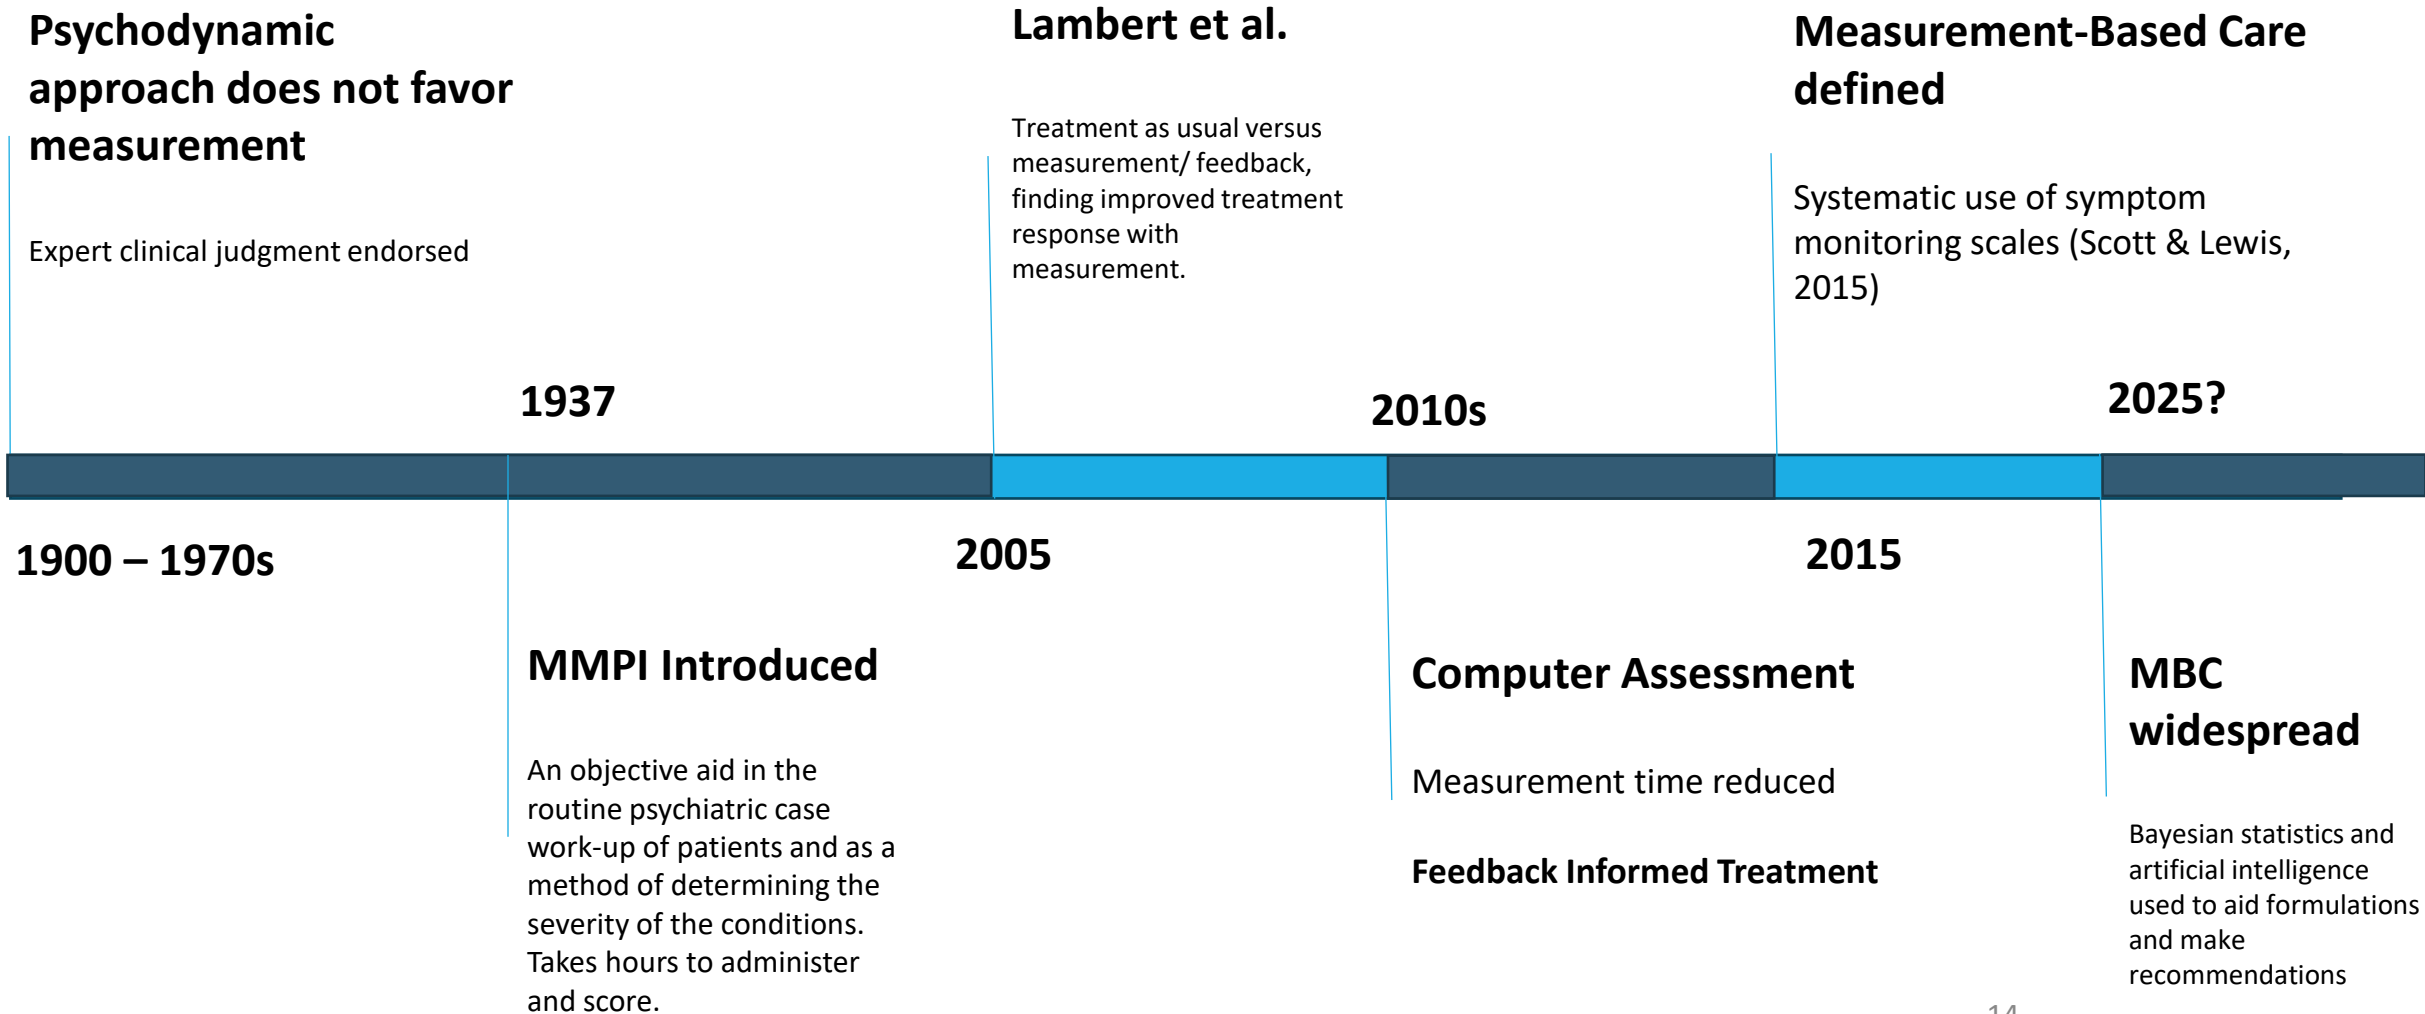 Psychodynamic
approach does not favor
measurement
Expert clinical judgment endorsed
Lambert et al.
Treatment as usual versus
measurement/ feedback,
finding improved treatment
response with
measurement.
Measurement-Based Care
defined
Systematic use of symptom
monitoring scales (Scott & Lewis,
2015)
1937
2010s
2025?
1900 – 1970s
2005
2015
MMPI Introduced
An objective aid in the
routine psychiatric case
work-up of patients and as a
method of determining the
severity of the conditions.
Takes hours to administer
and score.
Computer Assessment
Measurement time reduced
Feedback Informed Treatment
MBC
widespread
Bayesian statistics and
artificial intelligence
used to aid formulations
and make
recommendations
14